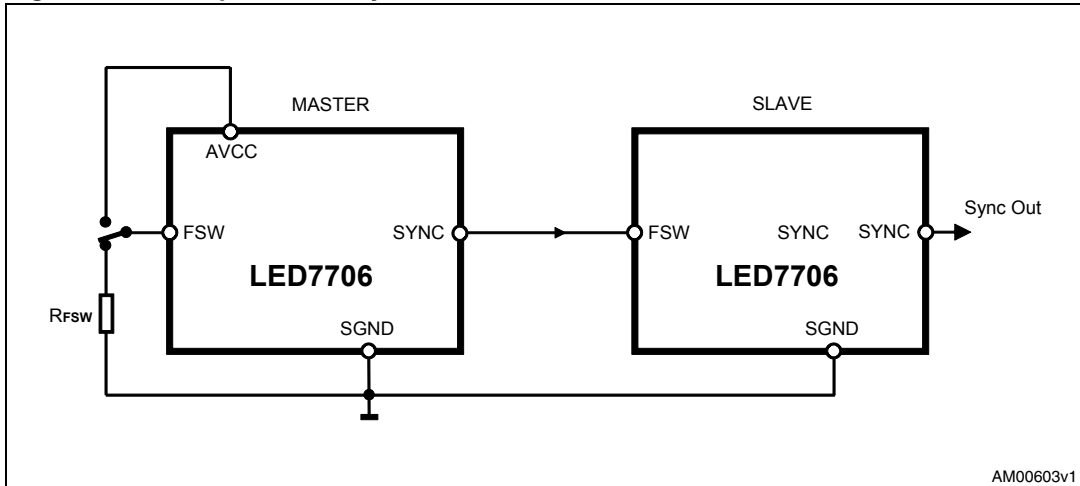 MASTER
SLAVE
AVCC
Sync Out
FSW
SYNC
FSW
SYNC
SYNC
LED7706
LED7706
RFSW
SGND
SGND
AM00603v1